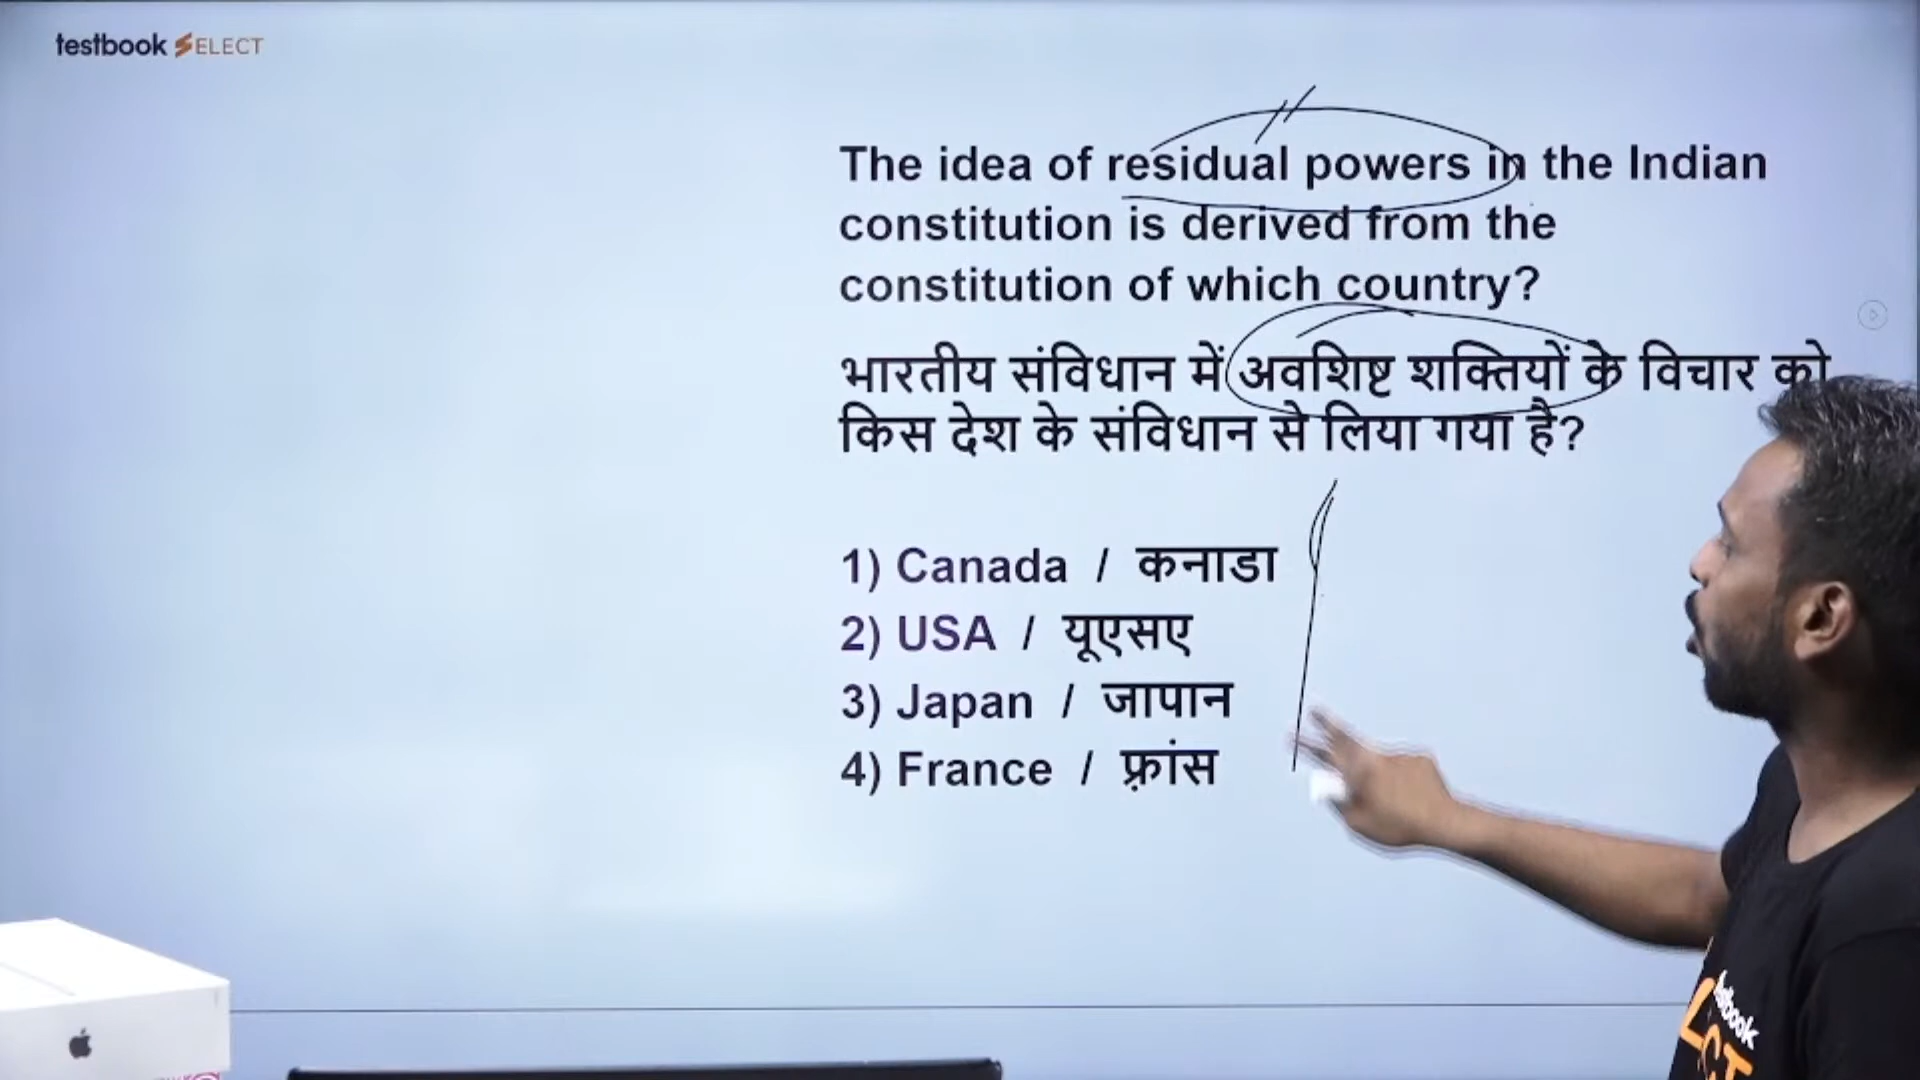 testbook SELECT
The idea of residual powers in the Indian
constitution is derived from the
constitution of which country?
भारतीय संविधान में अवशिष्ट शक्तियों के विचार को
किस देश के संविधान से लिया गया है?
1) Canada / कनाडा
2) USA / यूएसए
3) Japan / जापान
4) France / फ़्रांस